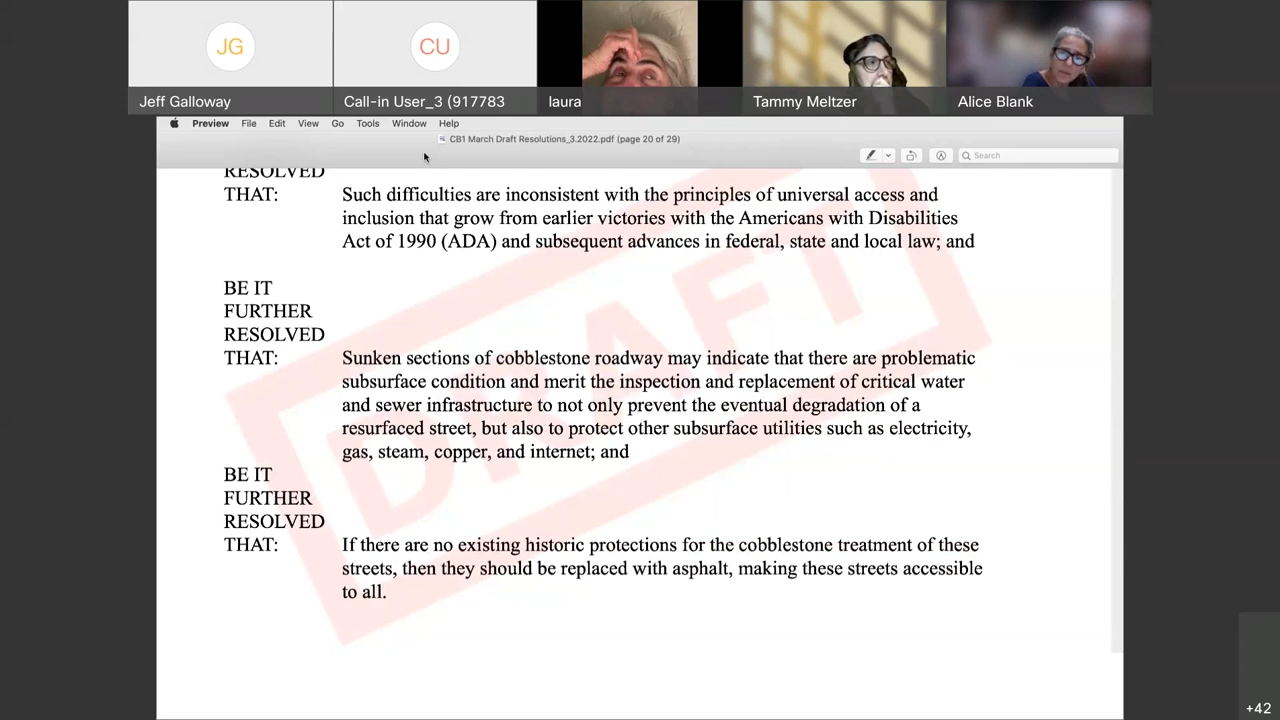 JG
CU
Jeff Galloway
Call-in User_3 (917783
laura
Tammy Meltzer
Alice Blank
Preview File Edit View Go Tools Window Help
CB1 March Draft Resolutions_3.2022.pdf (page 20 of 29)
Search
RESOLVED
THAT: Such difficulties are inconsistent with the principles of universal access and
inclusion that grow from earlier victories with the Americans with Disabilities
Act of 1990 (ADA) and subsequent advances in federal, state and local law; and
BE IT
FURTHER
RESOLVED
THAT: Sunken sections of cobblestone roadway may indicate that there are problematic
subsurface condition and merit the inspection and replacement of critical water
and sewer infrastructure to not only prevent the eventual degradation of a
resurfaced street, but also to protect other subsurface utilities such as electricity,
gas, steam, copper, and internet; and
BE IT
FURTHER
RESOLVED
THAT: If there are no existing historic protections for the cobblestone treatment of these
streets, then they should be replaced with asphalt, making these streets accessible
to all.
DRAFT
+42